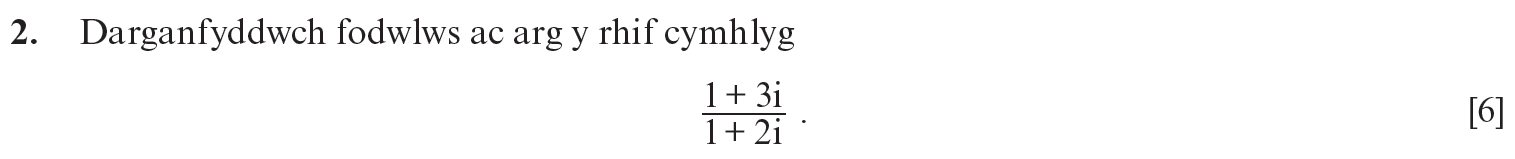 2. Darganfyddwch fodwlws ac arg y rhif cymhlyg
1 + 3i
1 + 2i . [6]